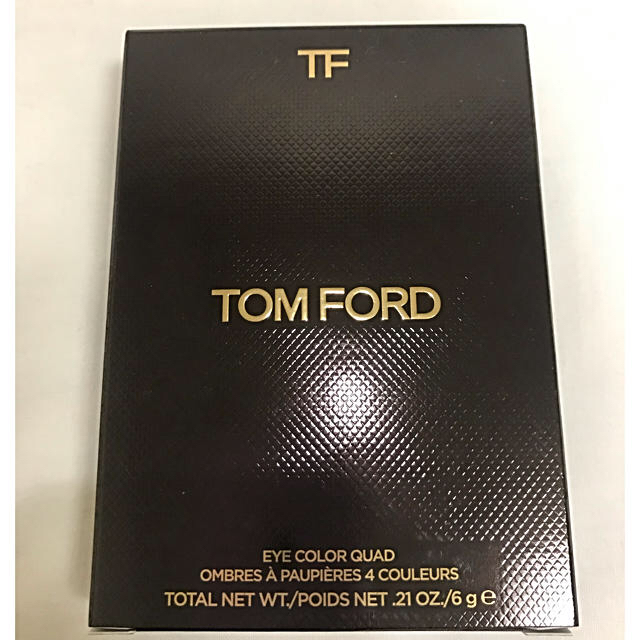 TF
TOM FORD
EYE COLOR QUAD
OMBRES À PAUPIÈRES 4 COULEURS
TOTAL NET WT./POIDS NET .21 OZ./6 g ℮